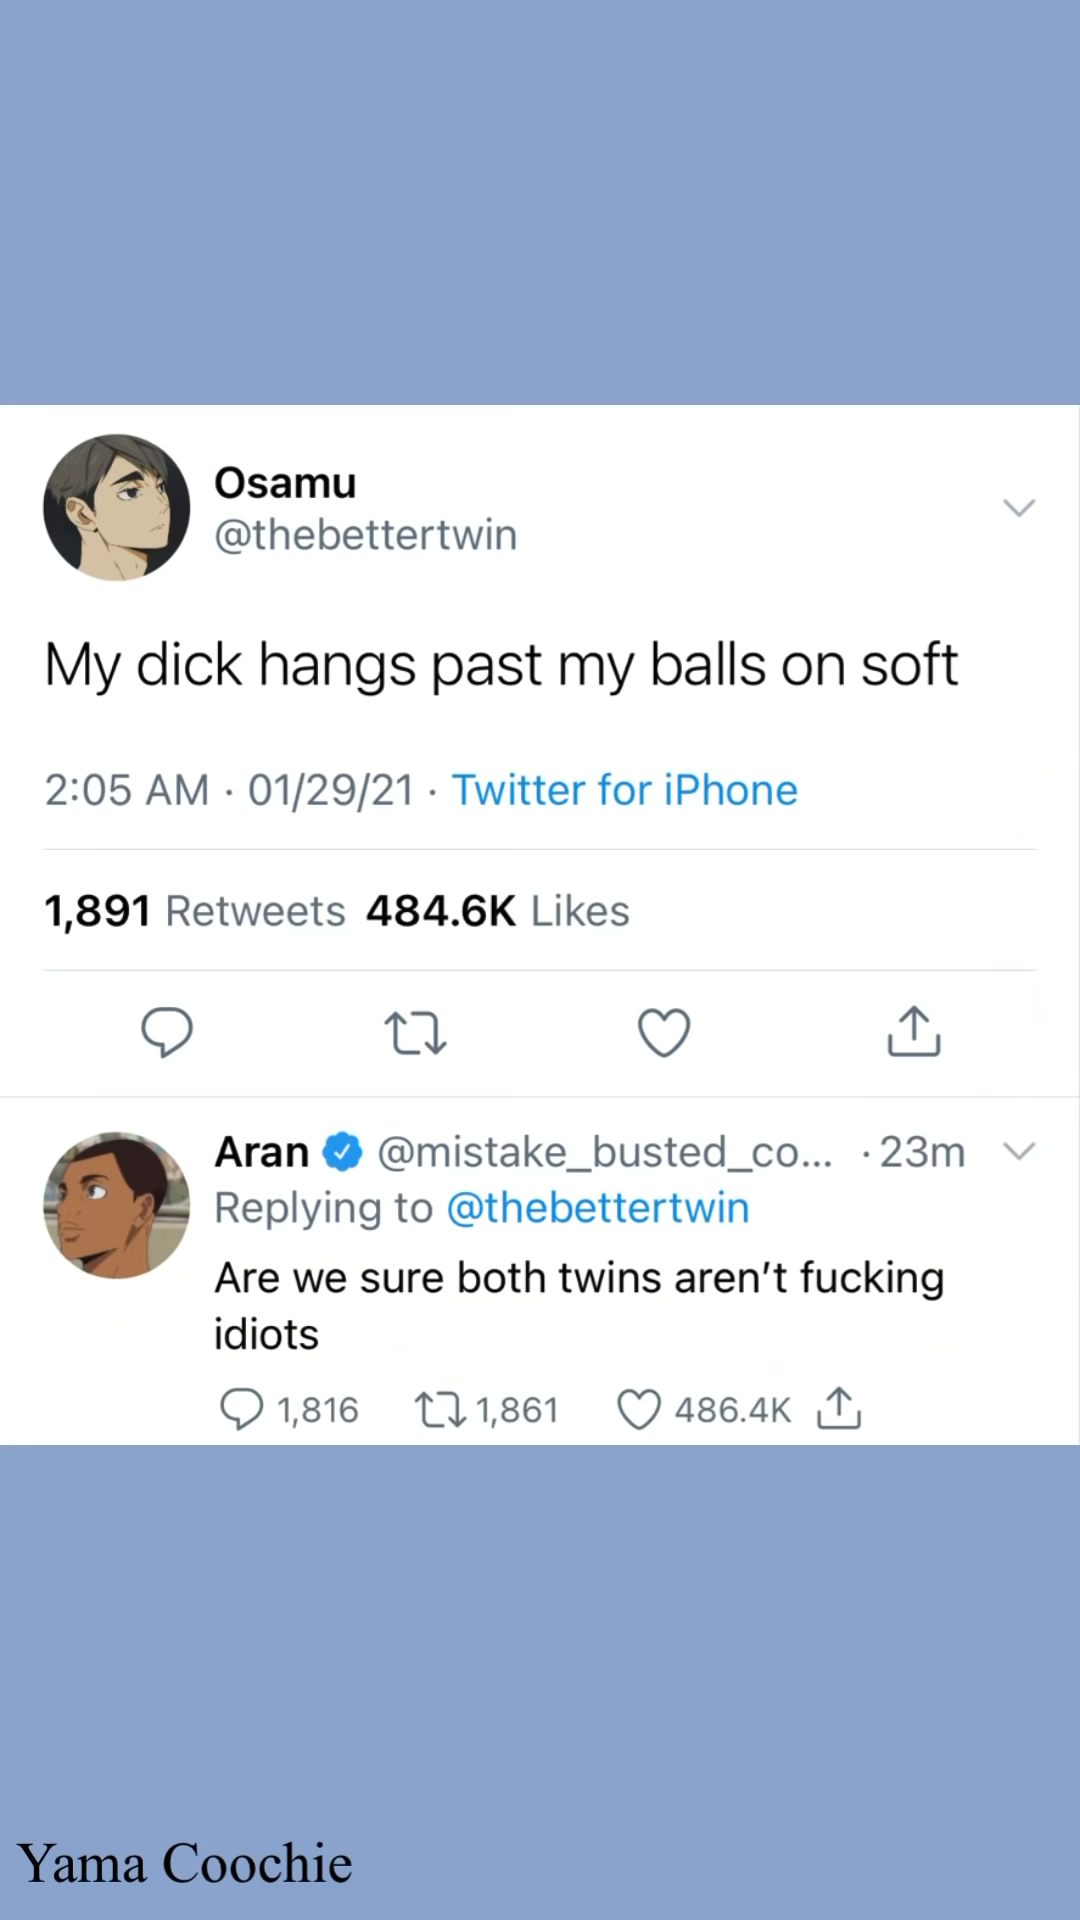 Osamu
@thebettertwin
My dick hangs past my balls on soft
2:05 AM · 01/29/21 · Twitter for iPhone
1,891 Retweets 484.6K Likes
Aran @mistake_busted_co... · 23m
Replying to @thebettertwin
Are we sure both twins aren’t fucking
idiots
1,816 1,861 486.4K
Yama Coochie